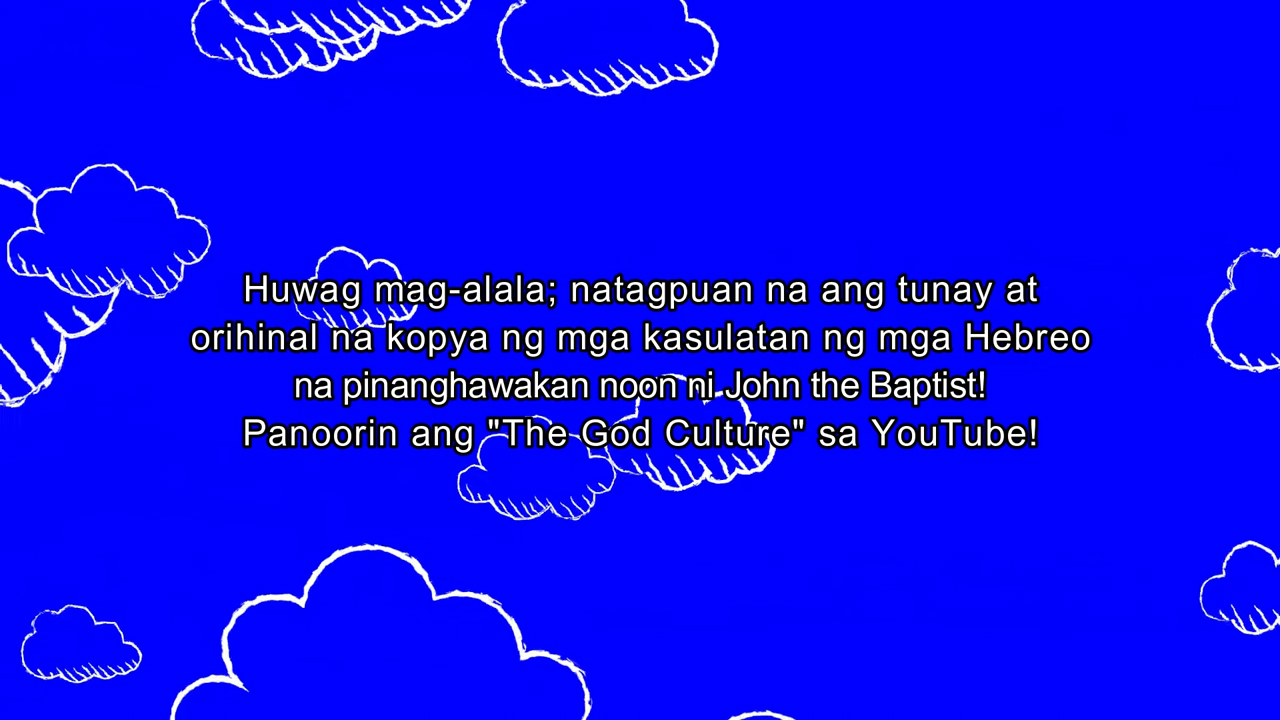 Huwag mag-alala; natagpuan na ang tunay at
orihinal na kopya ng mga kasulatan ng mga Hebreo
na pinanghawakan noon ni John the Baptist!
Panoorin ang "The God Culture" sa YouTube!